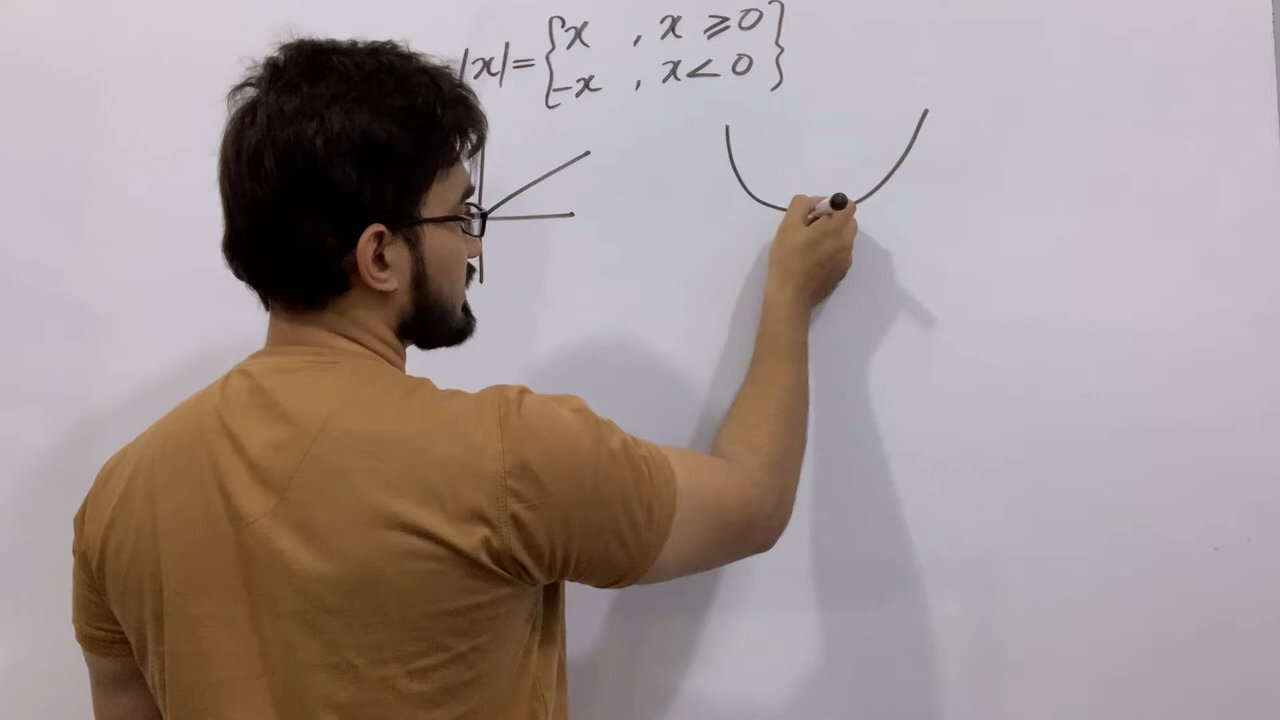 |x| = { x , x ⩾ 0 }
{ -x , x < 0 }